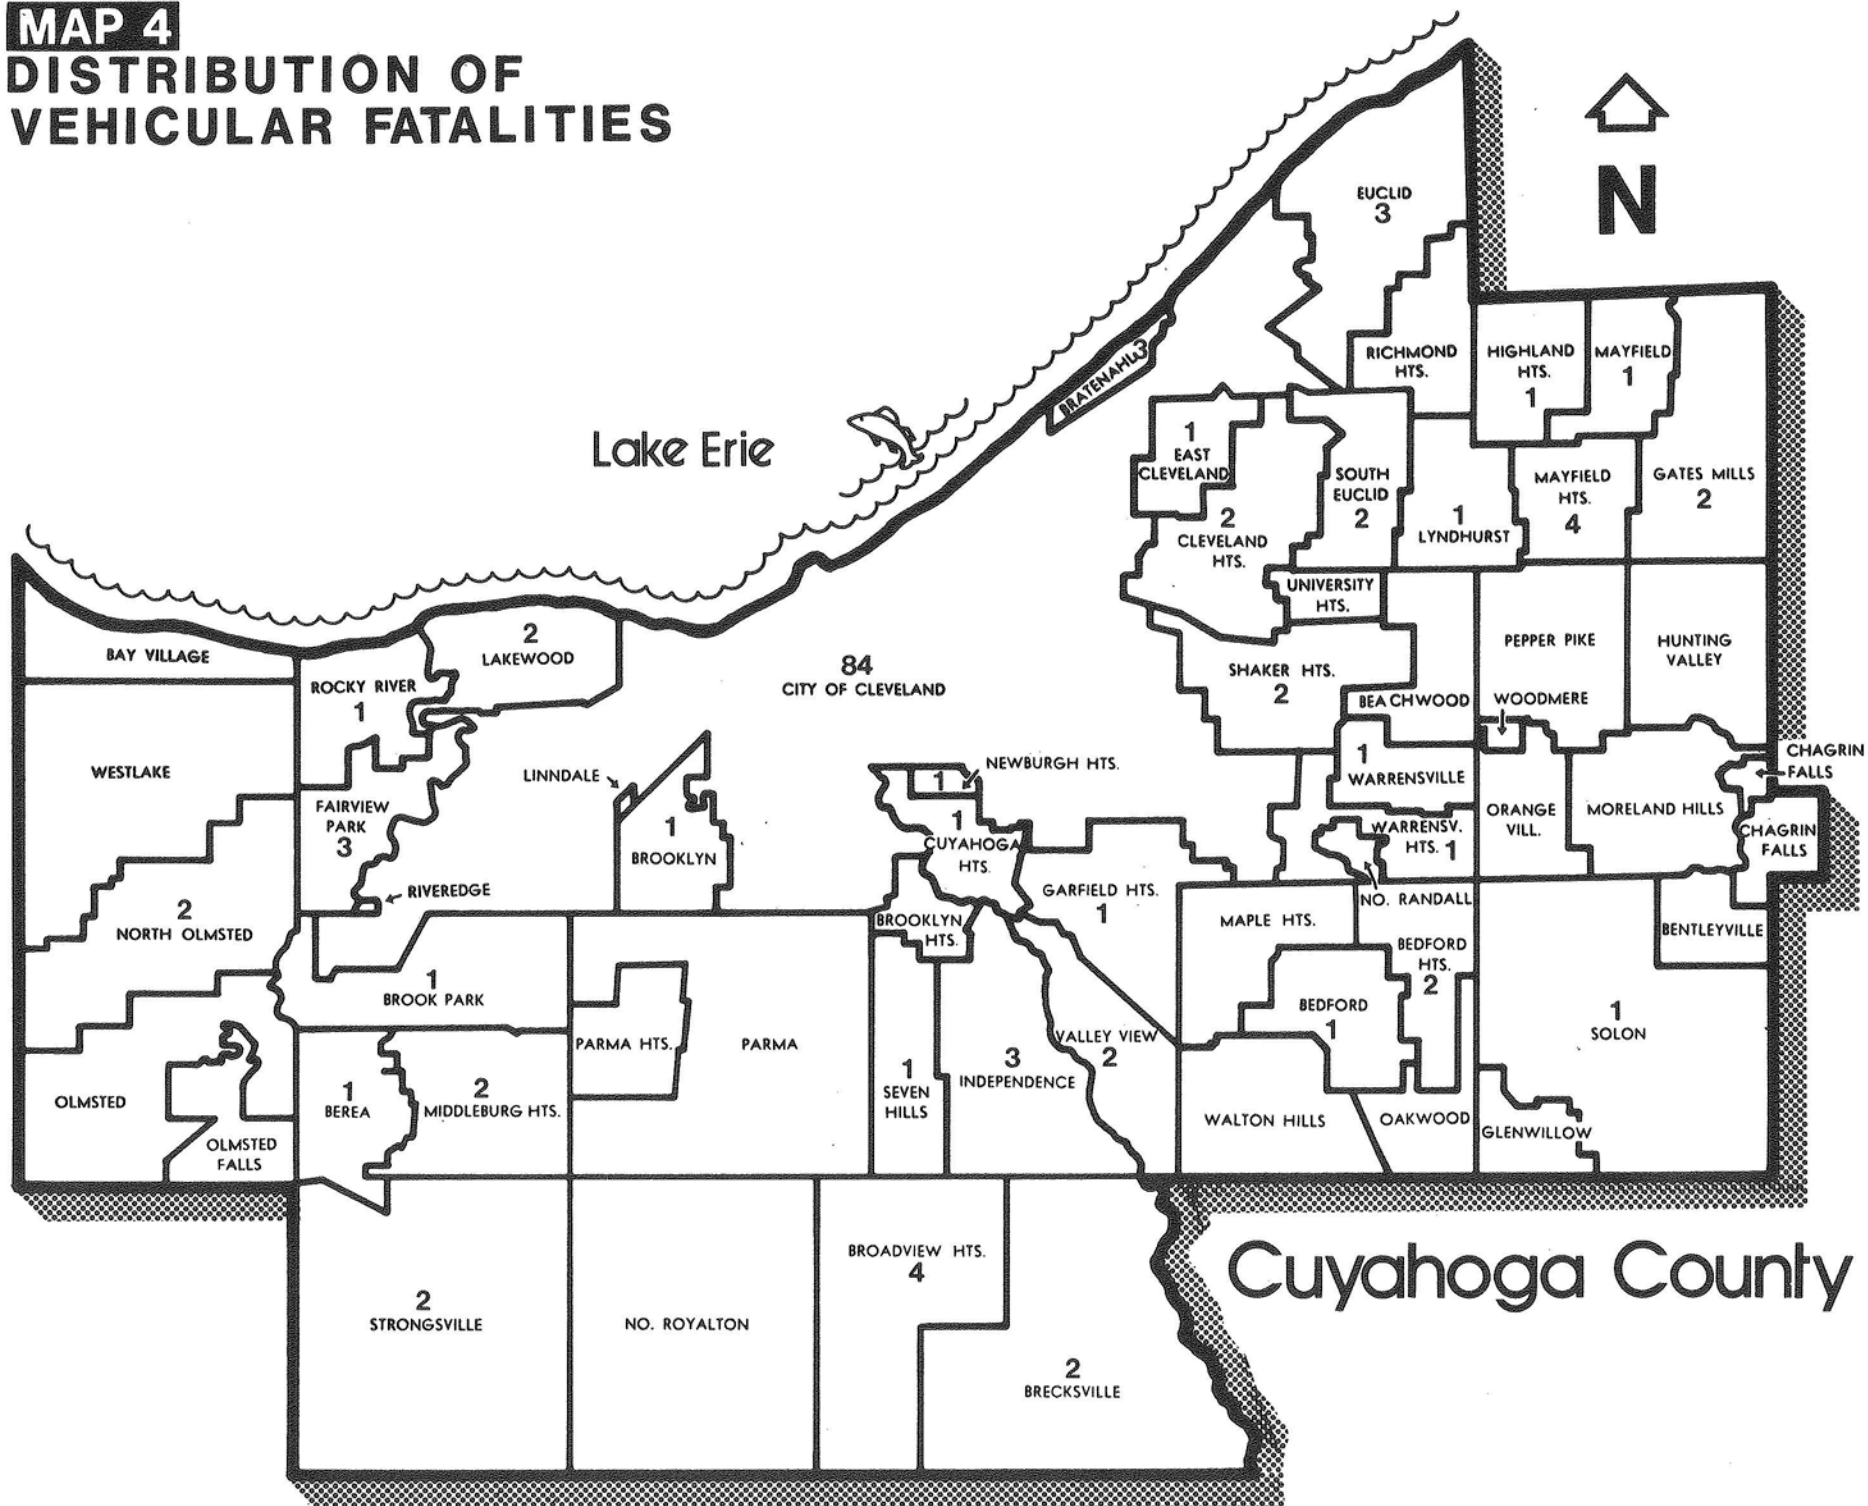 MAP 4
DISTRIBUTION OF
VEHICULAR FATALITIES
N
EUCLID
3
BRATENAHL 3
RICHMOND
HTS.
HIGHLAND
HTS.
1
MAYFIELD
1
Lake Erie
1
EAST
CLEVELAND
SOUTH
EUCLID
2
MAYFIELD
HTS.
4
GATES MILLS
2
2
CLEVELAND
HTS.
1
LYNDHURST
UNIVERSITY
HTS.
BAY VILLAGE
2
LAKEWOOD
84
CITY OF CLEVELAND
SHAKER HTS.
2
PEPPER PIKE
HUNTING
VALLEY
ROCKY RIVER
1
BEACHWOOD
WOODMERE
WESTLAKE
LINNDALE
NEWBURGH HTS.
1
1
WARRENSVILLE
CHAGRIN
FALLS
FAIRVIEW
PARK
3
1
BROOKLYN
1
CUYAHOGA
HTS.
WARRENSV.
HTS. 1
ORANGE
VILL.
MORELAND HILLS
CHAGRIN
FALLS
RIVEREDGE
GARFIELD HTS.
1
NO. RANDALL
2
NORTH OLMSTED
BROOKLYN
HTS.
MAPLE HTS.
BEDFORD
HTS.
2
BENTLEYVILLE
1
BROOK PARK
BEDFORD
1
1
SOLON
PARMA HTS.
PARMA
VALLEY VIEW
2
OLMSTED
1
BEREA
2
MIDDLEBURG HTS.
1
SEVEN
HILLS
3
INDEPENDENCE
WALTON HILLS
OAKWOOD
GLENWILLOW
OLMSTED
FALLS
BROADVIEW HTS.
4
Cuyahoga County
2
STRONGSVILLE
NO. ROYALTON
2
BRECKSVILLE